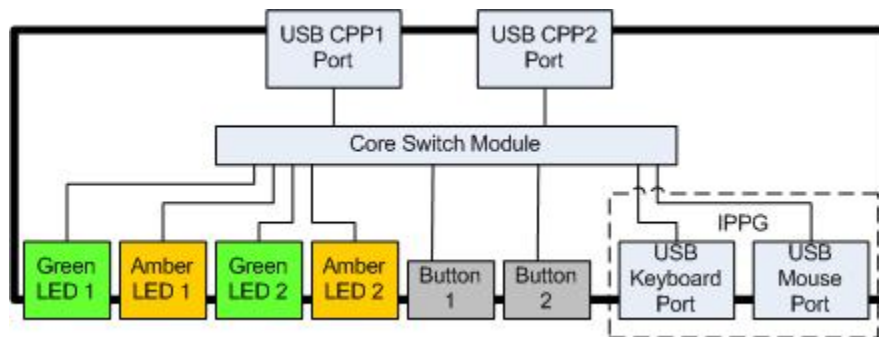 USB CPP1
Port
USB CPP2
Port
Core Switch Module
IPPG
Green
LED 1
Amber
LED 1
Green
LED 2
Amber
LED 2
Button
1
Button
2
USB
Keyboard
Port
USB
Mouse
Port